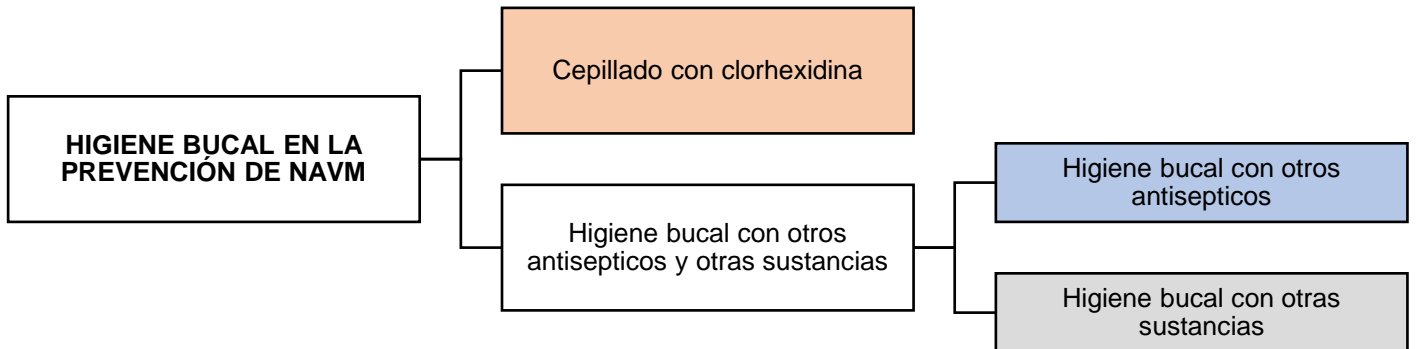 Cepillado con clorhexidina
HIGIENE BUCAL EN LA
PREVENCIÓN DE NAVM
Higiene bucal con otros
antisepticos y otras sustancias
Higiene bucal con otros
antisepticos
Higiene bucal con otras
sustancias